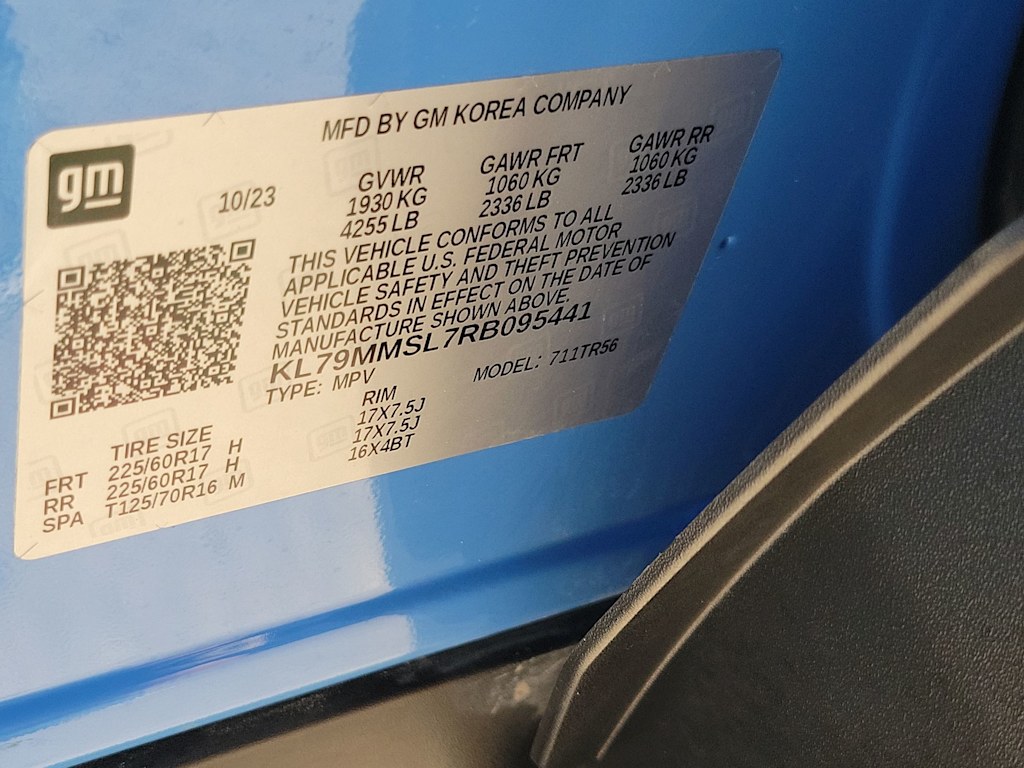 MFD BY GM KOREA COMPANY
gm
10/23
GVWR GAWR FRT GAWR RR
1930 KG 1060 KG 1060 KG
4255 LB 2336 LB 2336 LB
THIS VEHICLE CONFORMS TO ALL
APPLICABLE U.S. FEDERAL MOTOR
VEHICLE SAFETY AND THEFT PREVENTION
STANDARDS IN EFFECT ON THE DATE OF
MANUFACTURE SHOWN ABOVE.
KL79MMSL7RB095441
TYPE: MPV MODEL: 711TR56
TIRE SIZE RIM
FRT 225/60R17 H 17X7.5J
RR 225/60R17 H 17X7.5J
SPA T125/70R16 M 16X4BT